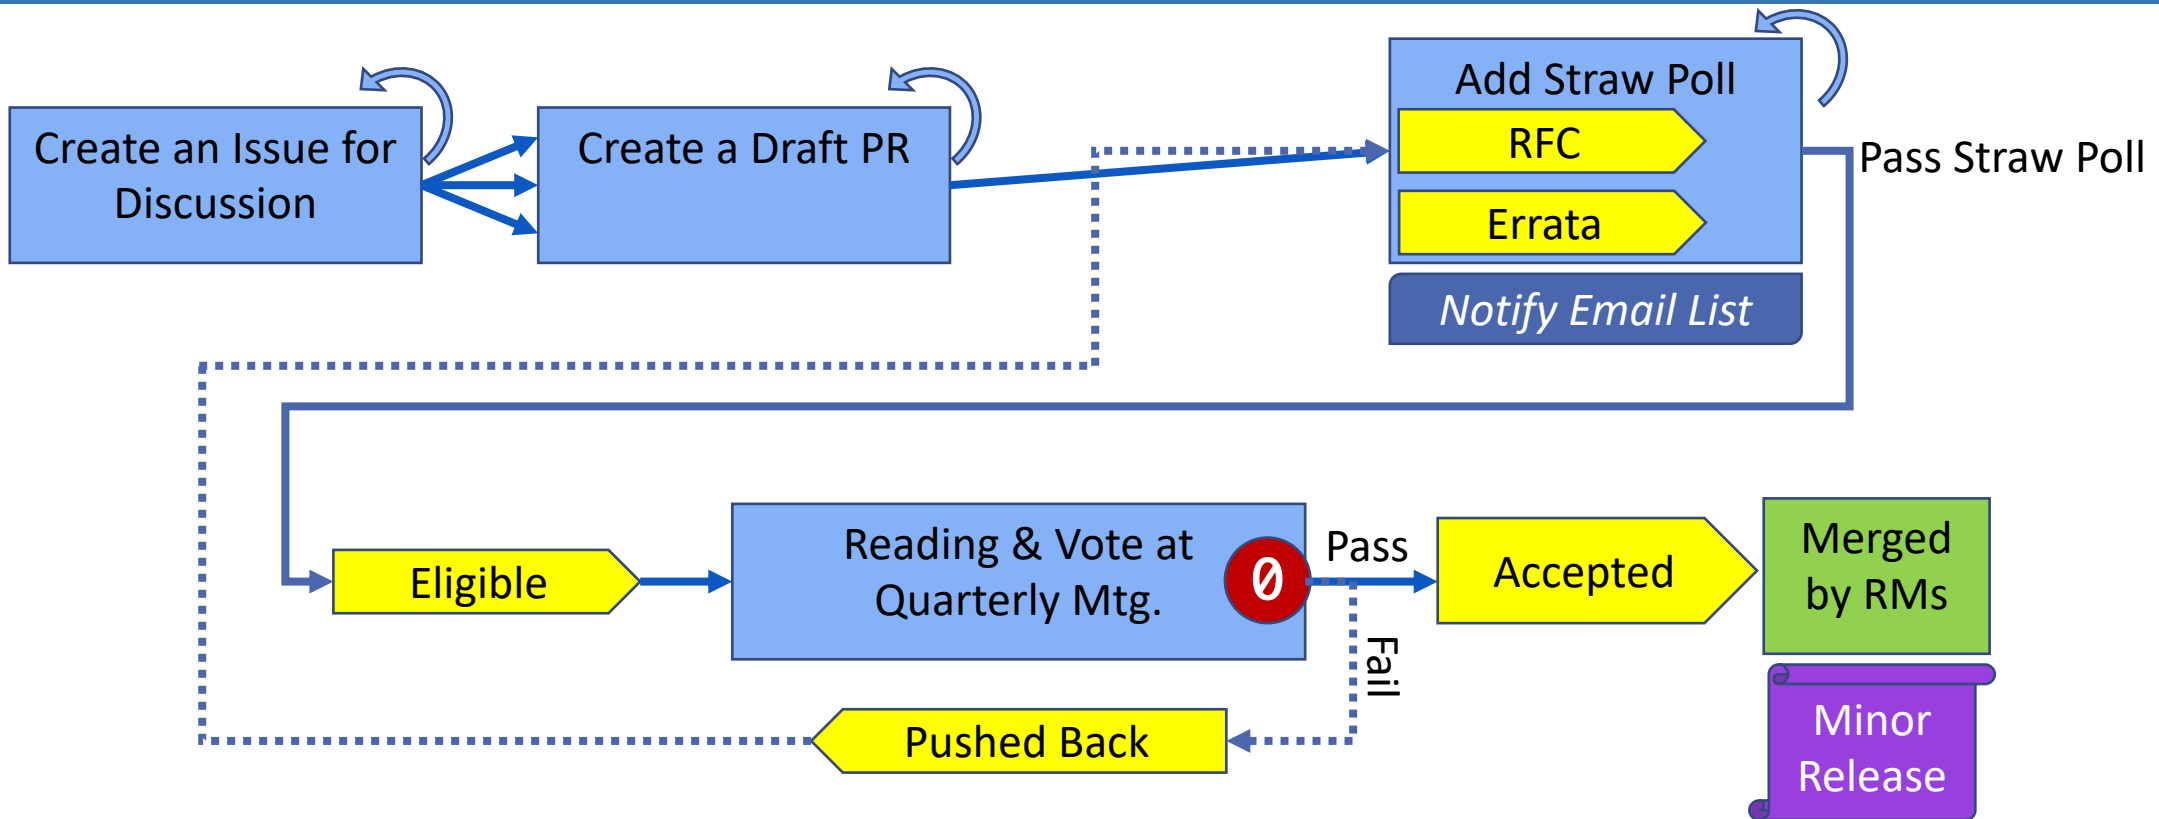 Create an Issue for
Discussion
Create a Draft PR
Add Straw Poll
RFC
Errata
Notify Email List
Pass Straw Poll
Eligible
Reading & Vote at
Quarterly Mtg.
0
Pass
Fail
Accepted
Merged
by RMs
Pushed Back
Minor
Release